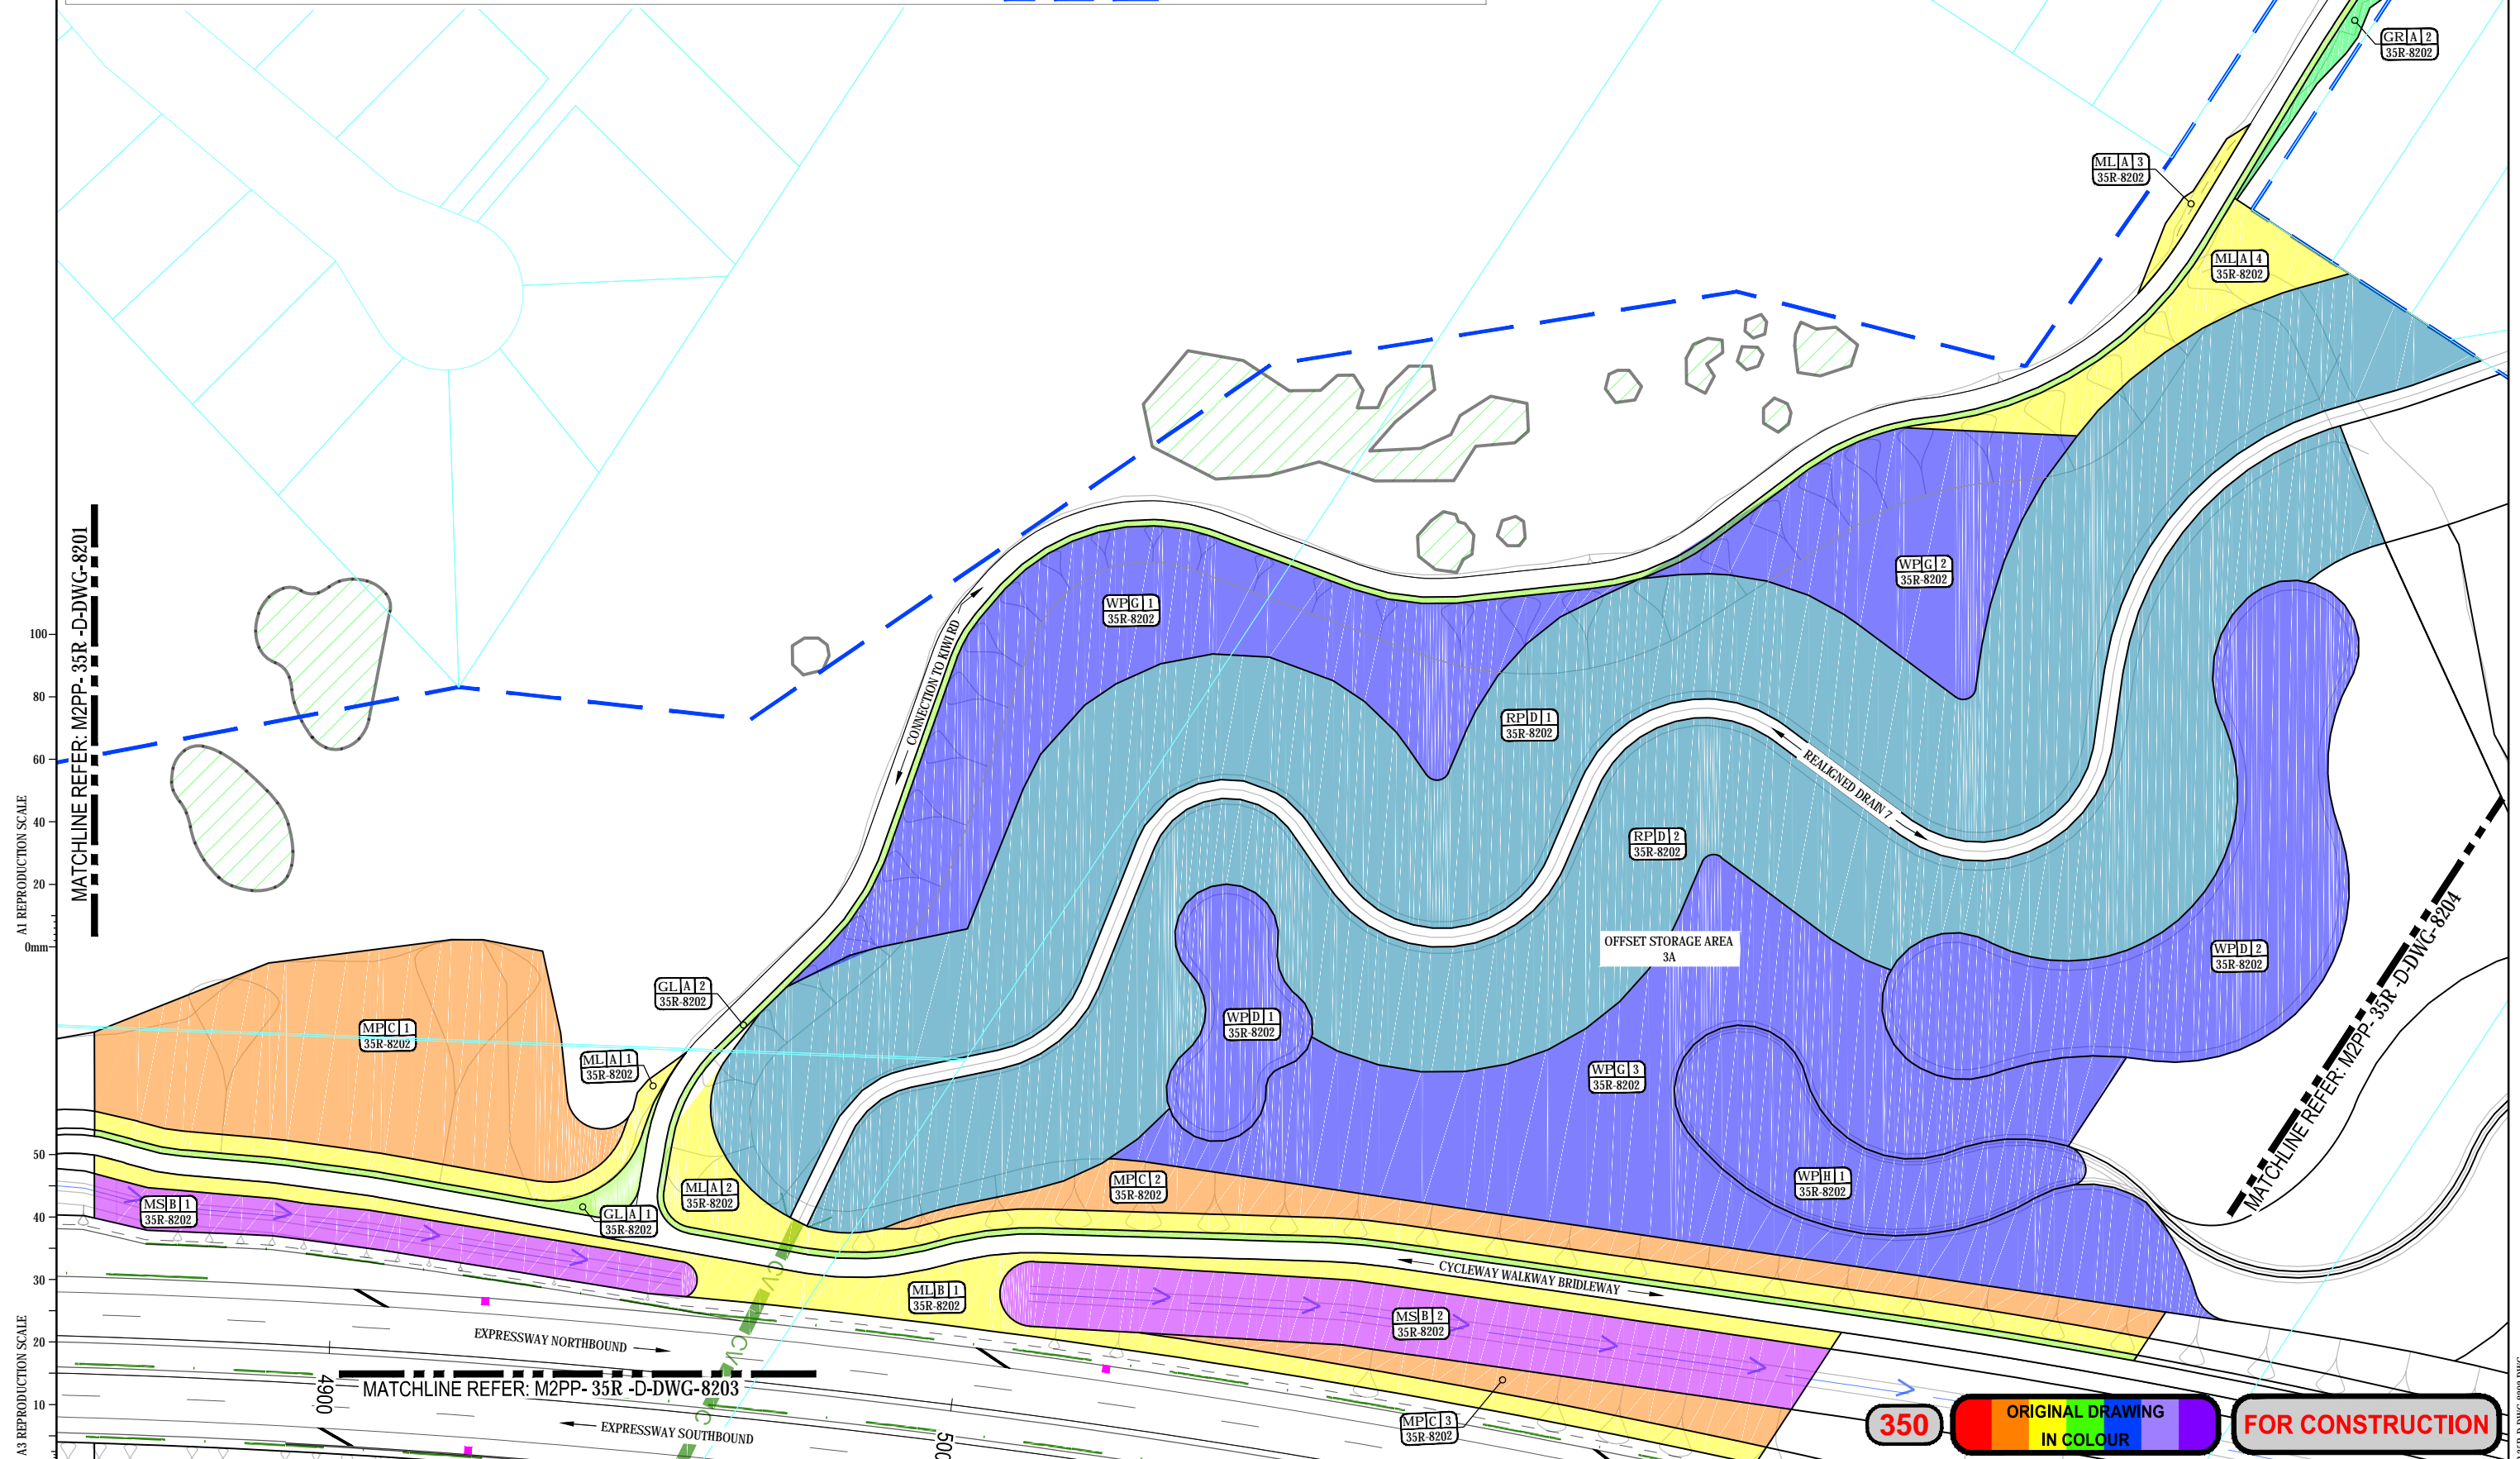 GR A 2
35R-8202
ML A 3
35R-8202
ML A 4
35R-8202
MATCHLINE REFER: M2PP- 35R -D-DWG-8201
WP G 2
35R-8202
WP G 1
35R-8202
CONNECTION TO KIWI RD
RP D 1
35R-8202
REALIGNED DRAIN 7
RP D 2
35R-8202
OFFSET STORAGE AREA
3A
WP D 2
35R-8202
MATCHLINE REFER: M2PP- 35R -D-DWG-8204
100
80
60
40
20
0mm
A1 REPRODUCTION SCALE
GL A 2
35R-8202
WP D 1
35R-8202
MP C 1
35R-8202
ML A 1
35R-8202
WP G 3
35R-8202
WP H 1
35R-8202
MP C 2
35R-8202
ML A 2
35R-8202
MS B 1
35R-8202
GL A 1
35R-8202
CYCLEWAY WALKWAY BRIDLEWAY
ML B 1
35R-8202
MS B 2
35R-8202
EXPRESSWAY NORTHBOUND
CV
CV
C
MATCHLINE REFER: M2PP- 35R -D-DWG-8203
4900
EXPRESSWAY SOUTHBOUND
MP C 3
35R-8202
50
40
30
20
10
A3 REPRODUCTION SCALE
350
ORIGINAL DRAWING
IN COLOUR
FOR CONSTRUCTION